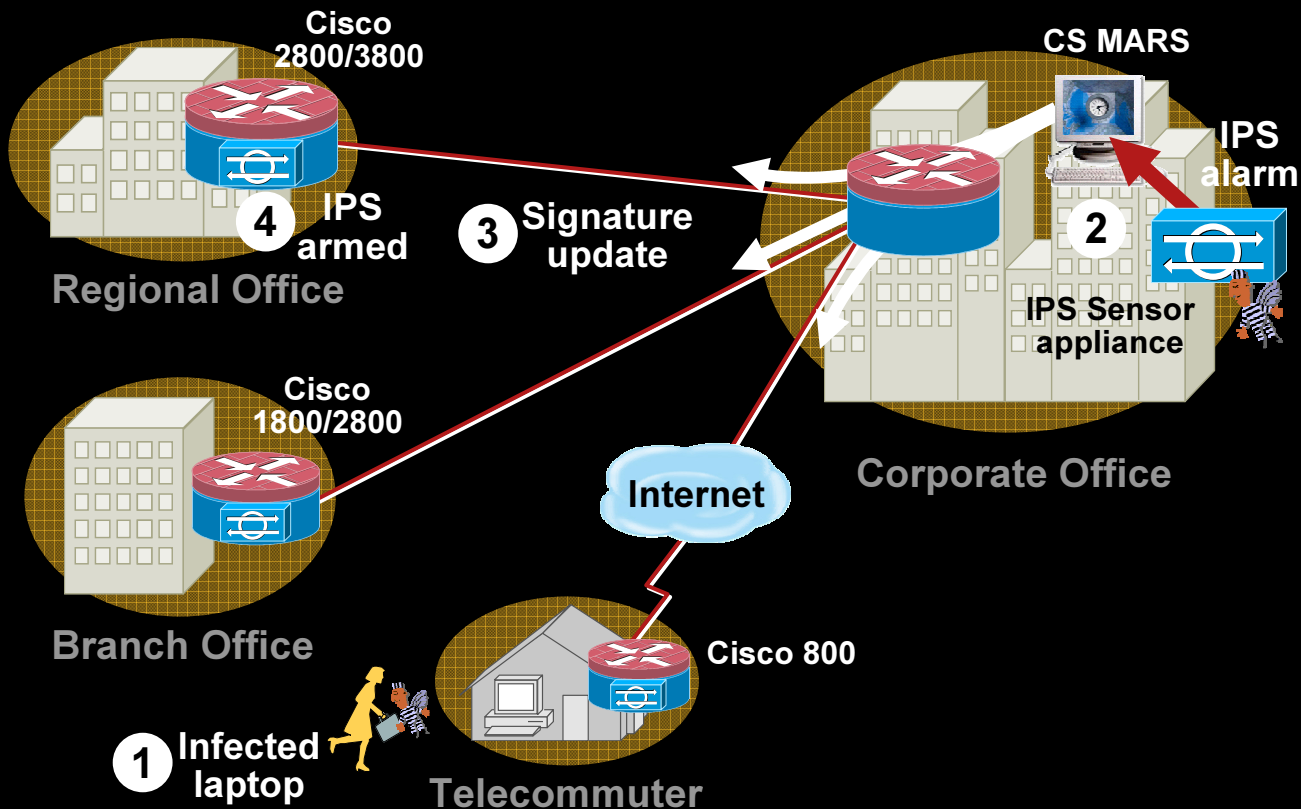 Cisco
2800/3800
CS MARS
IPS
alarm
4 IPS
armed
3 Signature
update
2
Regional Office
IPS Sensor
appliance
Cisco
1800/2800
Corporate Office
Internet
Branch Office
Cisco 800
1 Infected
laptop
Telecommuter